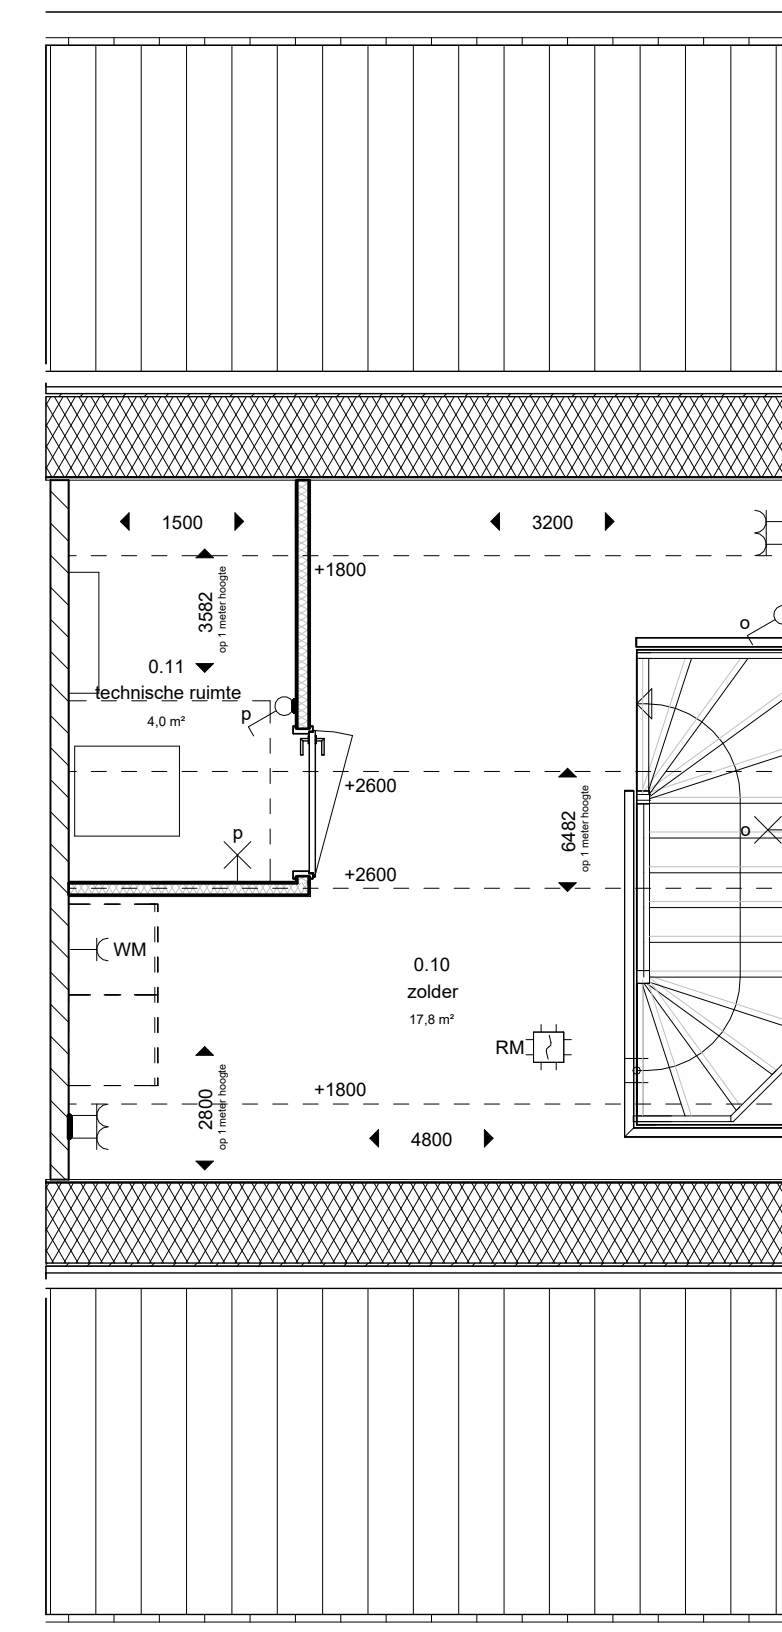 1500
3200
+1800
3582
op 1 meter hoogte
o
0.11
technische ruimte
4,0 m²
p
+2600
6482
op 1 meter hoogte
o
p
+2600
WM
0.10
zolder
17,8 m²
RM
+1800
2800
op 1 meter hoogte
4800